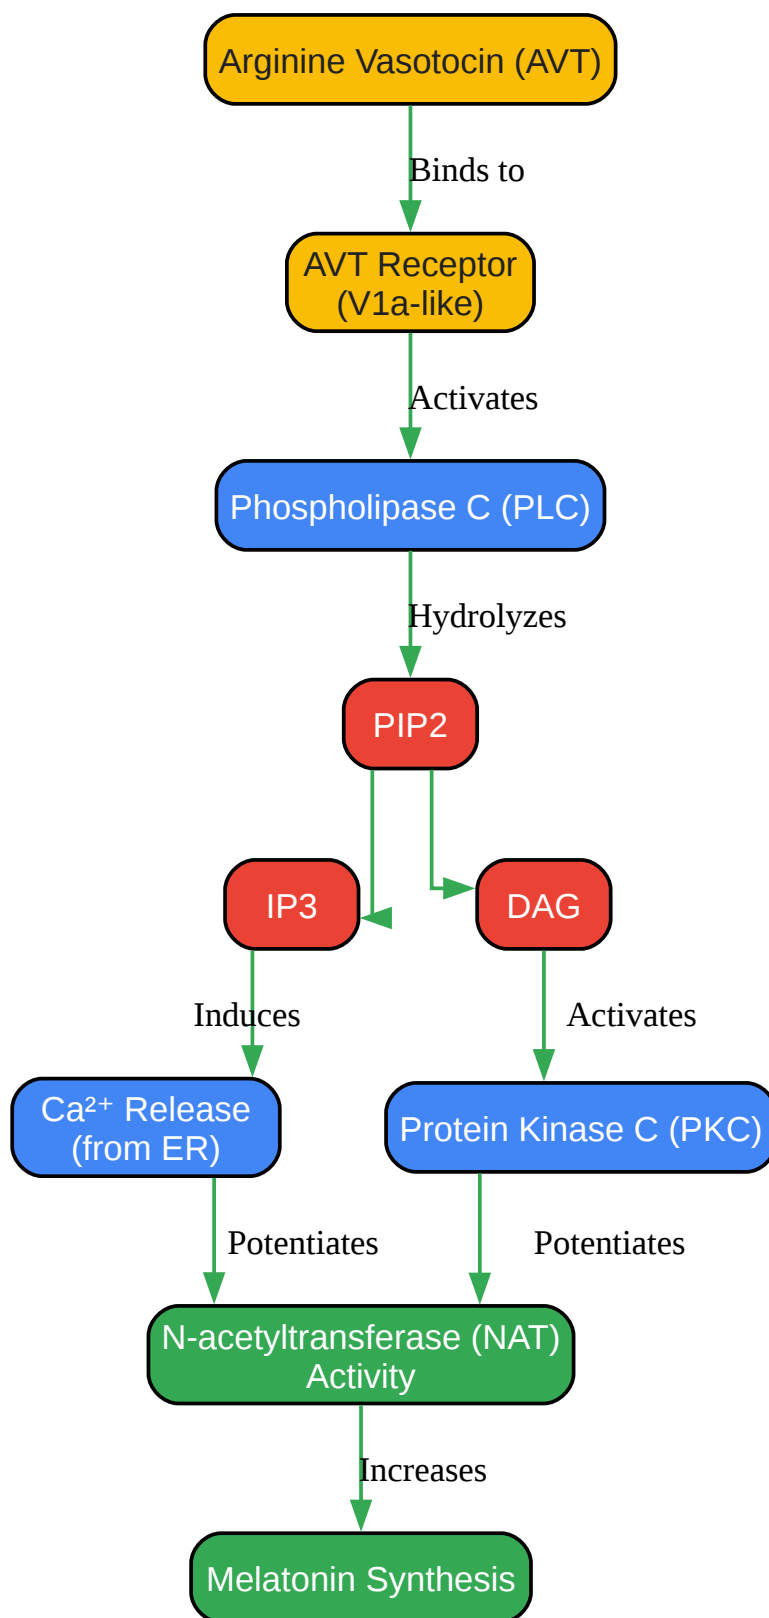 Arginine Vasotocin (AVT)
Binds to
AVT Receptor
(V1a-like)
Activates
Phospholipase C (PLC)
Hydrolyzes
PIP2
IP3
DAG
Induces
Activates
Ca²⁺ Release
(from ER)
Protein Kinase C (PKC)
Potentiates
Potentiates
N-acetyltransferase (NAT)
Activity
Increases
Melatonin Synthesis